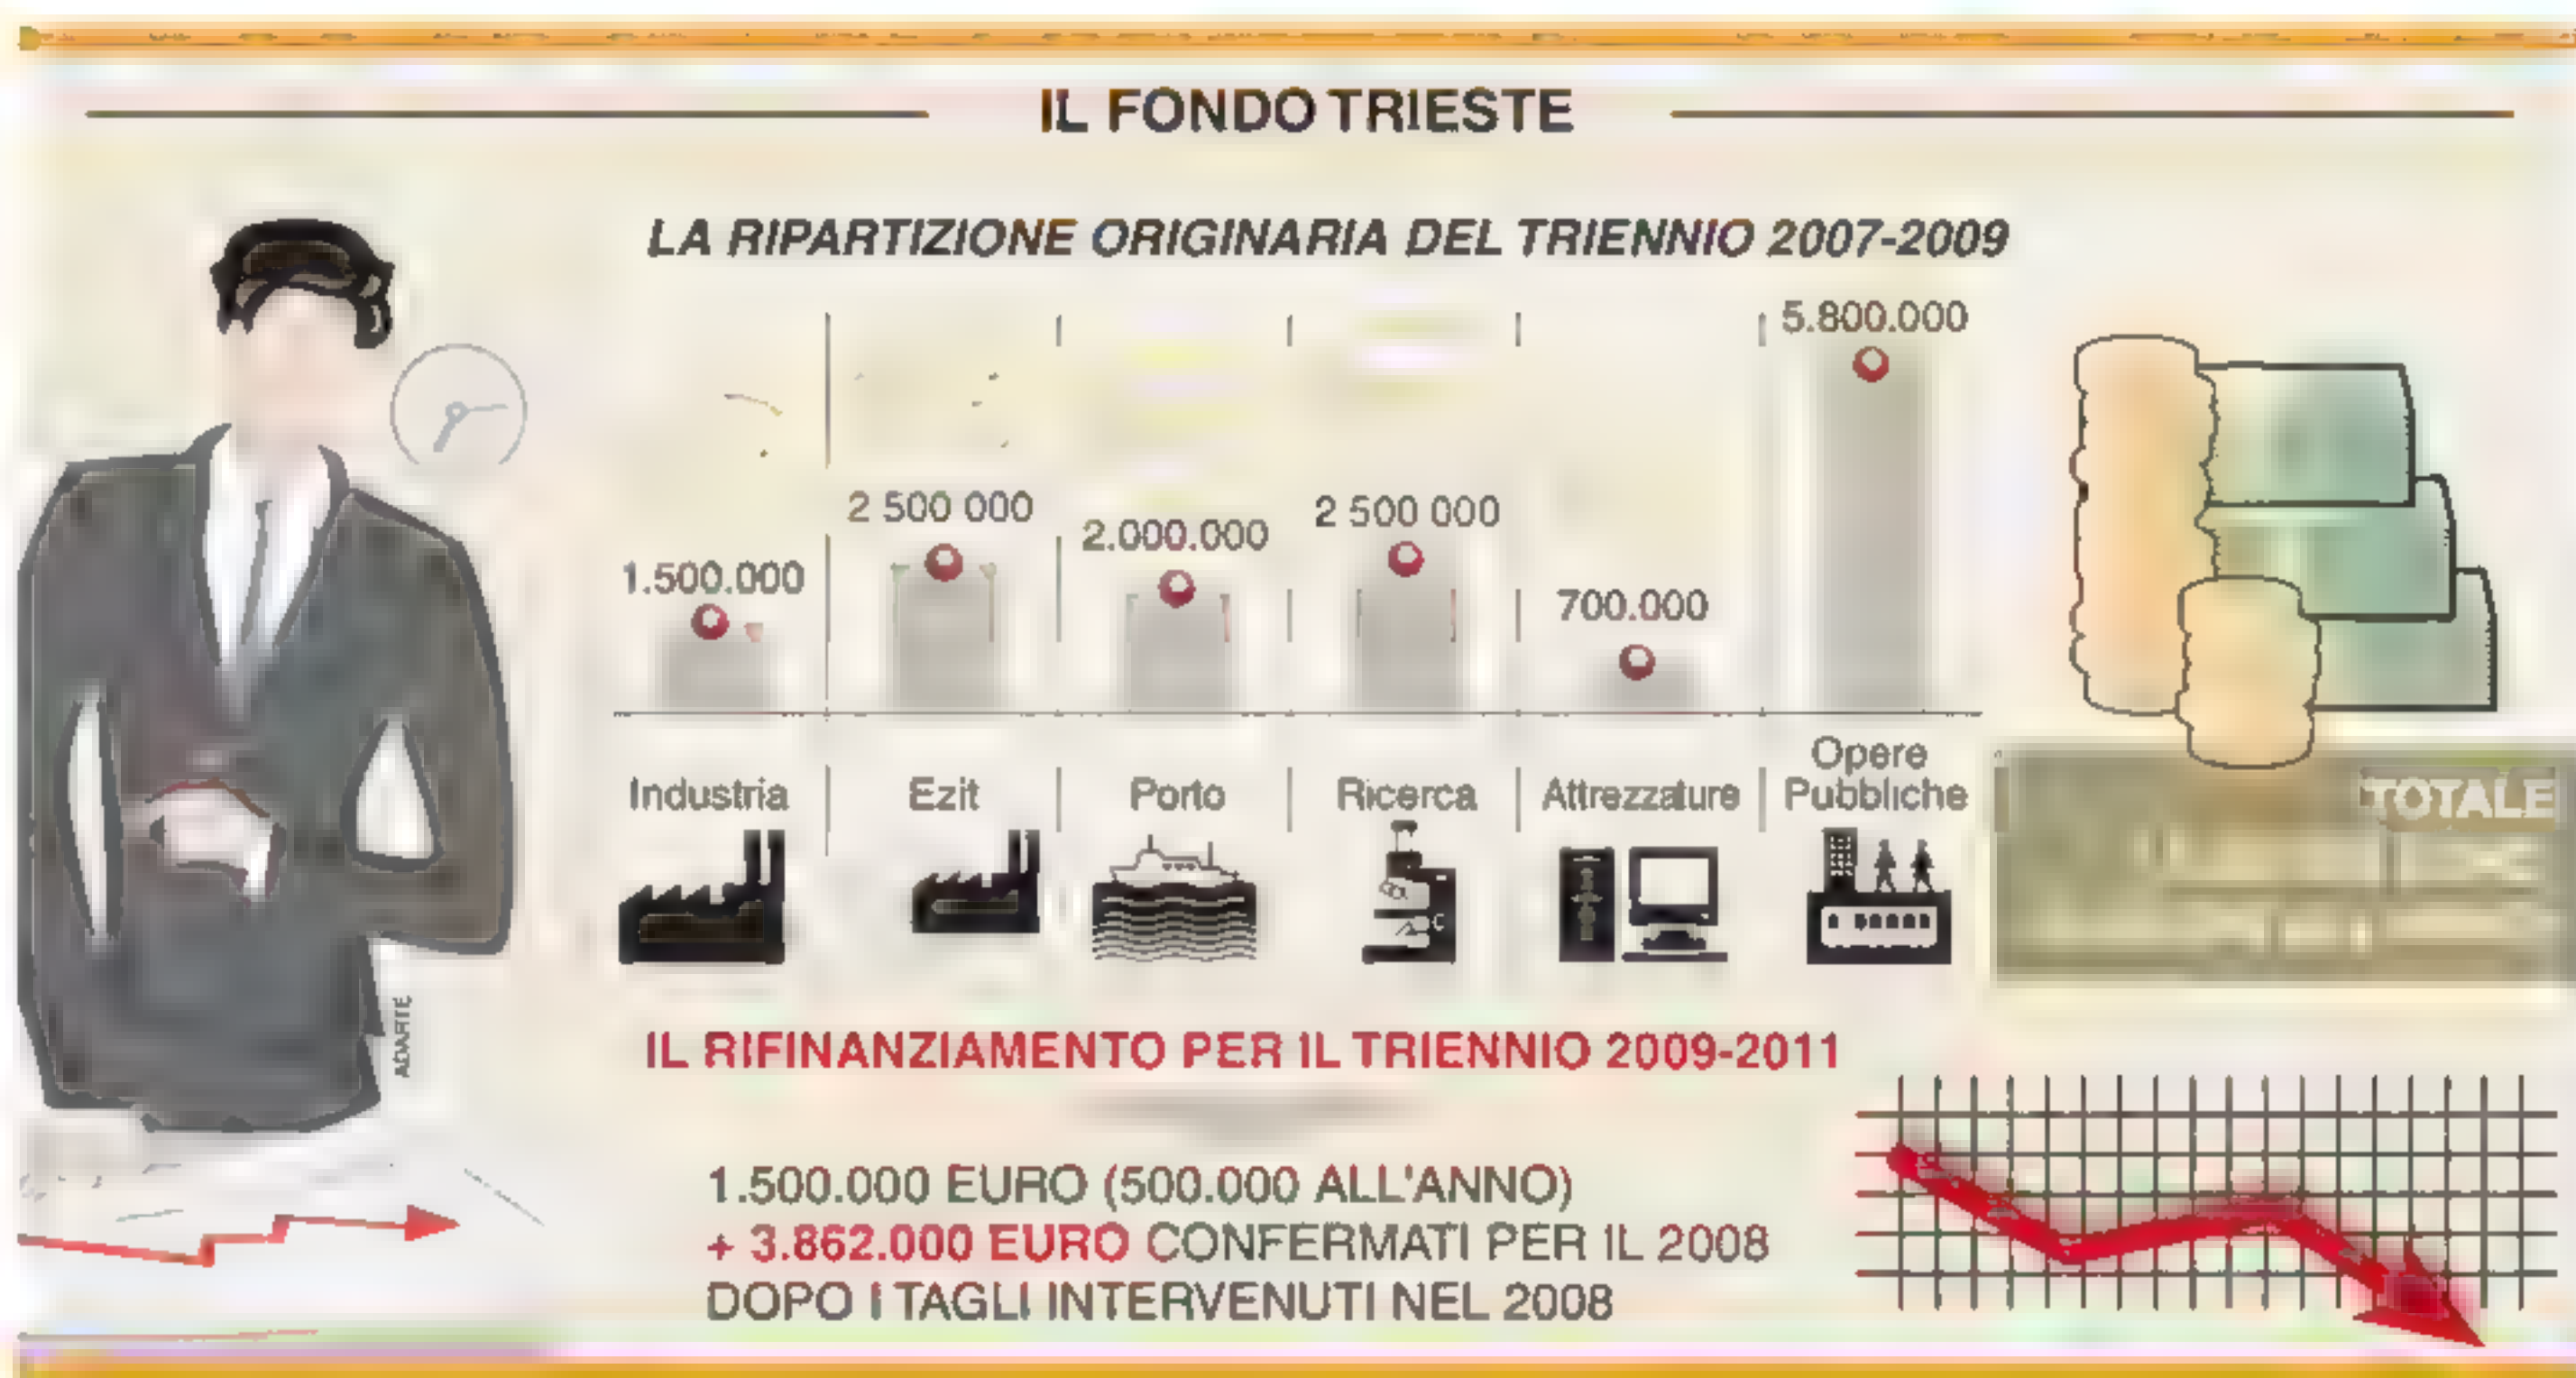 IL FONDO TRIESTE
LA RIPARTIZIONE ORIGINARIA DEL TRIENNIO 2007-2009
1.500.000
2 500 000
2.000.000
2 500 000
700.000
5.800.000
Industria
Ezit
Porto
Ricerca
Attrezzature
Opere
Pubbliche
TOTALE
ADARTE
IL RIFINANZIAMENTO PER IL TRIENNIO 2009-2011
1.500.000 EURO (500.000 ALL'ANNO)
+ 3.862.000 EURO CONFERMATI PER IL 2008
DOPO I TAGLI INTERVENUTI NEL 2008